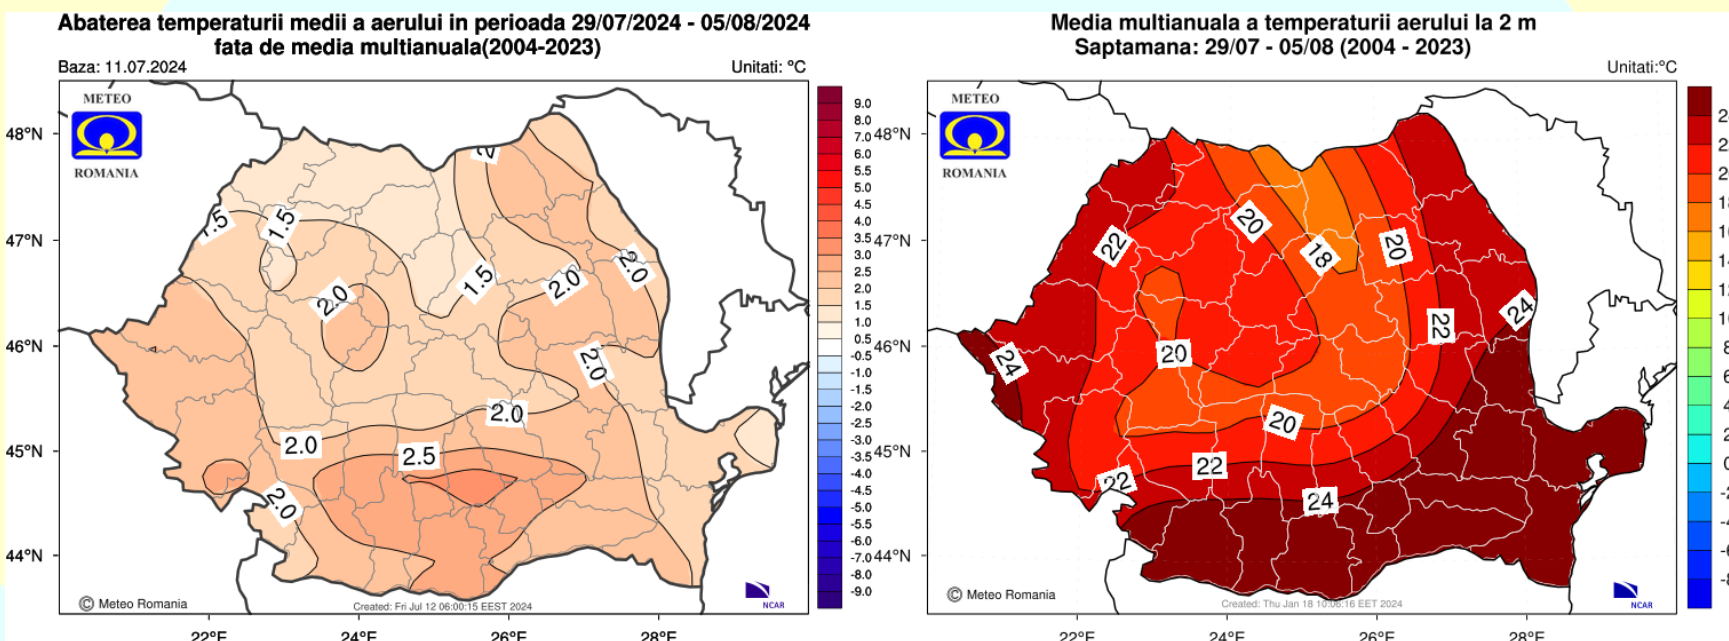 Abaterea temperaturii medii a aerului in perioada 29/07/2024 - 05/08/2024
fata de media multianuala(2004-2023)
Baza: 11.07.2024
Unitati: °C
METEO
ROMANIA
48°N
47°N
46°N
45°N
44°N
1.5
1.5
2.0
1.5
2.0
2.0
2.0
2.0
2.0
2.5
2.0
2
9.0
8.0
7.0
6.0
5.5
5.0
4.5
4.0
3.5
3.0
2.5
2.0
1.5
1.0
0.5
-0.5
-1.0
-1.5
-2.0
-2.5
-3.0
-3.5
-4.0
-4.5
-5.0
-5.5
-6.0
-7.0
-8.0
-9.0
© Meteo Romania
Created: Fri Jul 12 06:00:15 EEST 2024
NCAR
22°E
24°E
26°E
28°E
Media multianuala a temperaturii aerului la 2 m
Saptamana: 29/07 - 05/08 (2004 - 2023)
Unitati:°C
METEO
ROMANIA
48°N
47°N
46°N
45°N
44°N
20
22
18
20
24
22
24
20
20
22
22
24
© Meteo Romania
Created: Thu Jan 18 10:06:16 EET 2024
NCAR
22°E
24°E
26°E
28°E